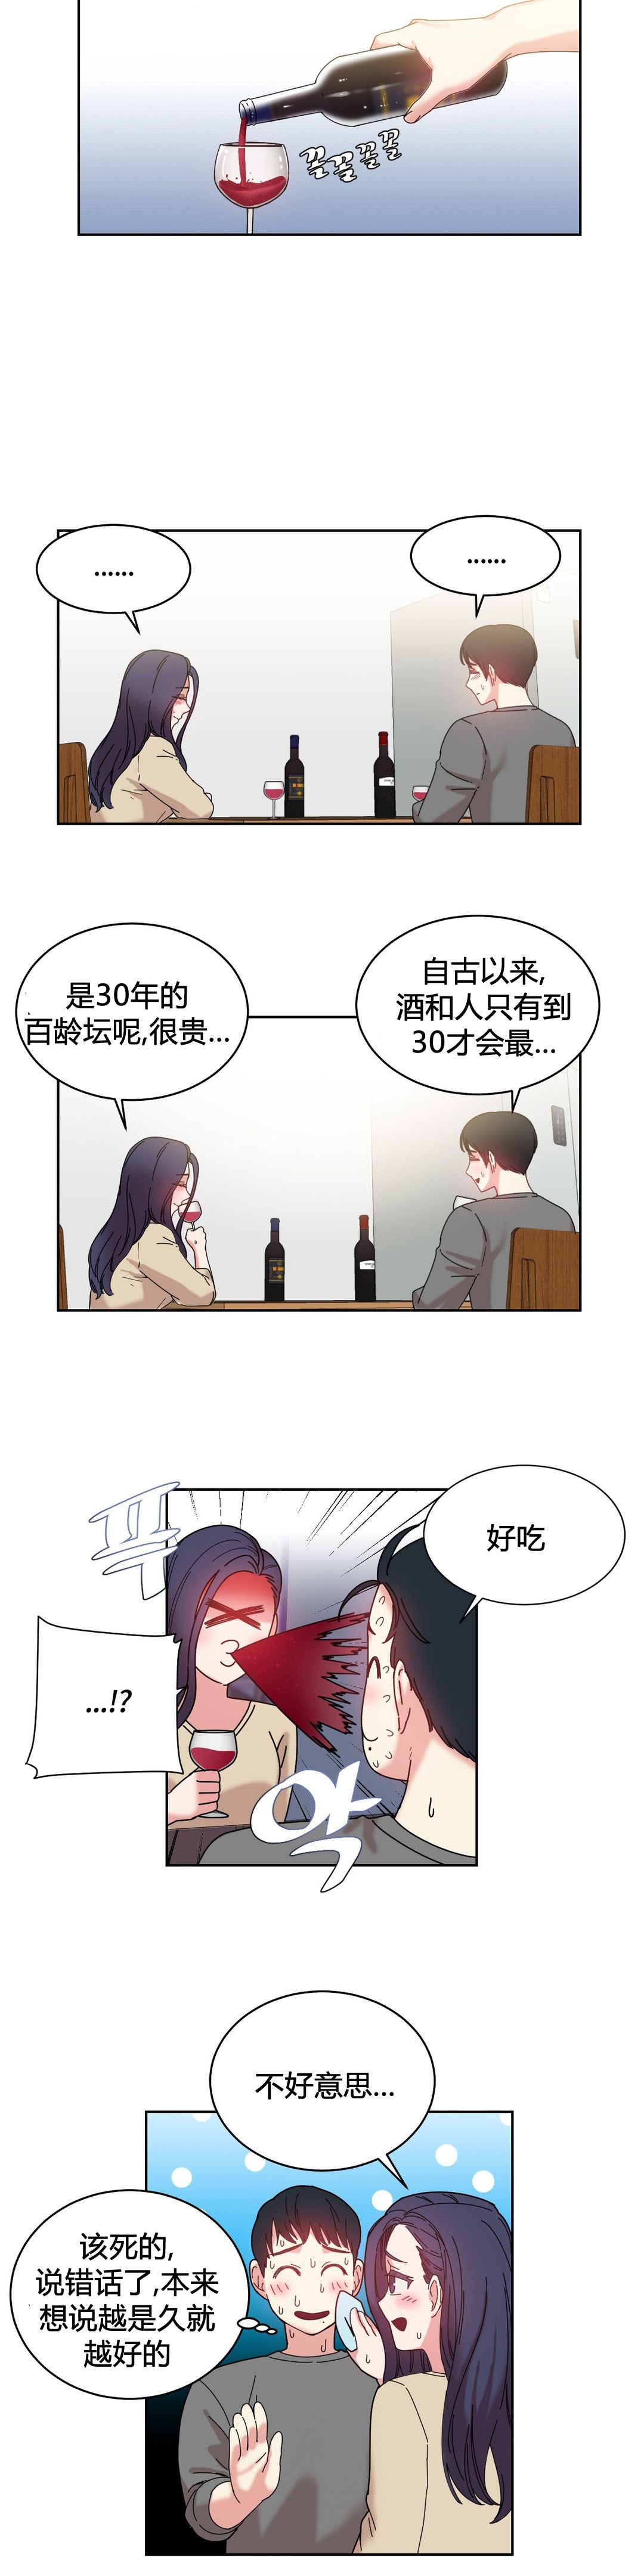 꼴꼴꼴꼴
......
......
是30年的
百龄坛呢,很贵...
自古以来,
酒和人只有到
30才会最...
푸
好吃
...!?
악
不好意思...
该死的,
说错话了,本来
想说越是久就
越好的